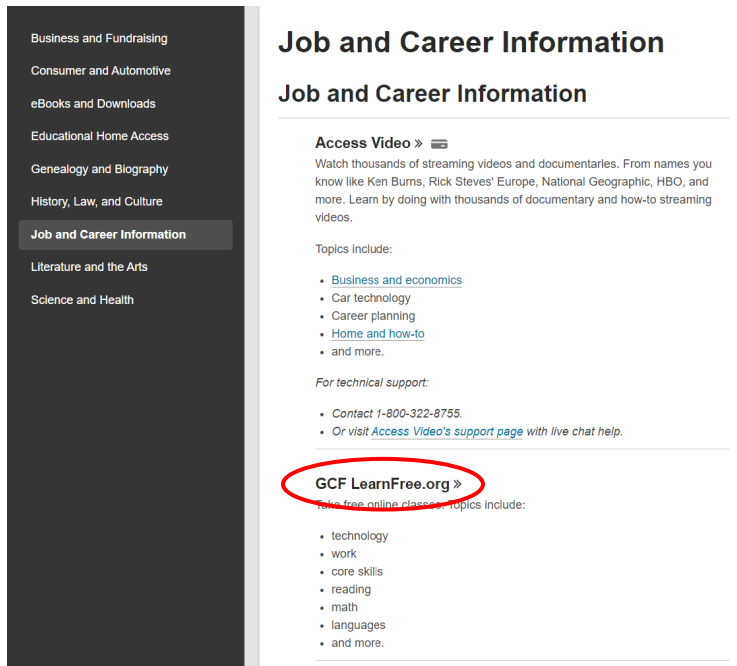 Business and Fundraising
Consumer and Automotive
eBooks and Downloads
Educational Home Access
Genealogy and Biography
History, Law, and Culture
Job and Career Information
Literature and the Arts
Science and Health
Job and Career Information
Job and Career Information
Access Video »
Watch thousands of streaming videos and documentaries. From names you
know like Ken Burns, Rick Steves' Europe, National Geographic, HBO, and
more. Learn by doing with thousands of documentary and how-to streaming
videos.
Topics include:
• Business and economics
• Car technology
• Career planning
• Home and how-to
• and more.
For technical support:
• Contact 1-800-322-8755.
• Or visit Access Video's support page with live chat help.
GCF LearnFree.org »
Take free online classes. Topics include:
• technology
• work
• core skills
• reading
• math
• languages
• and more.